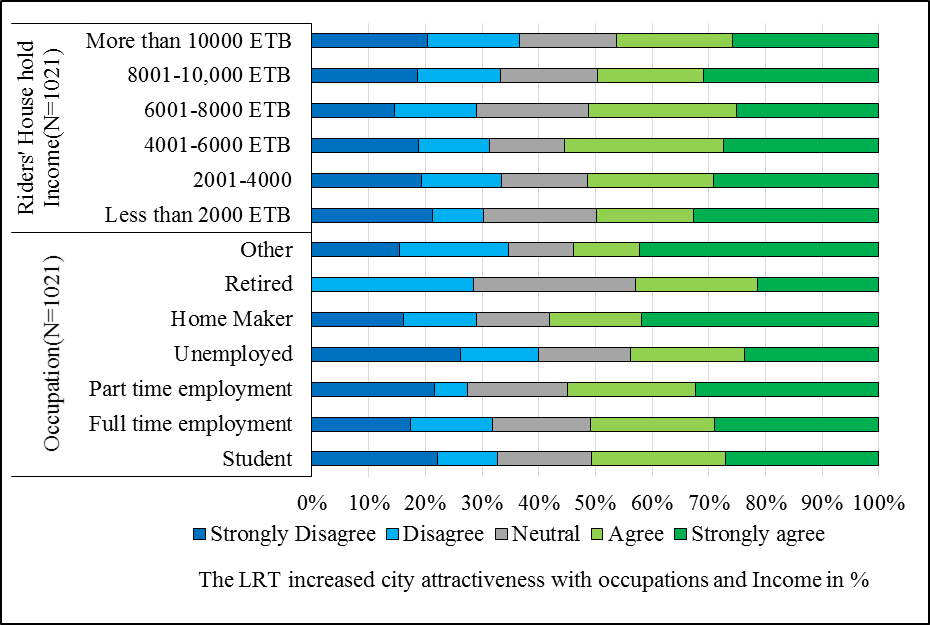 Riders' House hold
Income(N=1021)
More than 10000 ETB
8001-10,000 ETB
6001-8000 ETB
4001-6000 ETB
2001-4000
Less than 2000 ETB
Occupation(N=1021)
Other
Retired
Home Maker
Unemployed
Part time employment
Full time employment
Student
0% 10% 20% 30% 40% 50% 60% 70% 80% 90% 100%
Strongly Disagree Disagree Neutral Agree Strongly agree
The LRT increased city attractiveness with occupations and Income in %